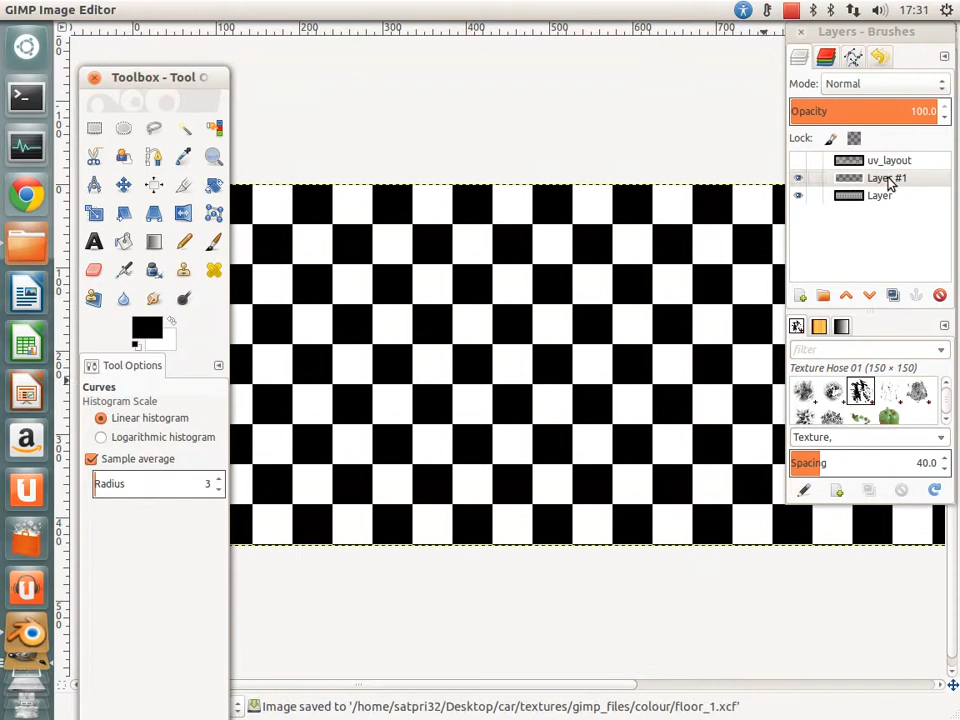 GIMP Image Editor
17:31
Layers - Brushes
0
100
200
300
400
500
600
700
Toolbox - Tool O
Mode: Normal
Opacity 100.0
Lock:
uv_layout
Layer #1
Layer
Tool Options
Curves
Histogram Scale
Linear histogram
Logarithmic histogram
Sample average
Radius 3
filter
Texture Hose 01 (150 × 150)
Texture,
Spacing 40.0
Image saved to '/home/satpri32/Desktop/car/textures/gimp_files/colour/floor_1.xcf'